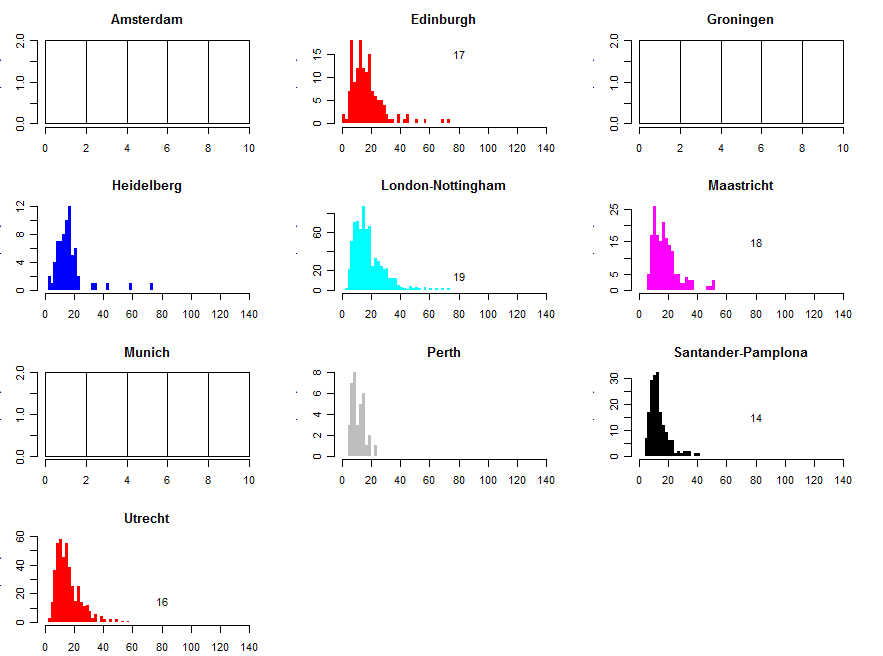 Amsterdam
0.0 1.0 2.0
0 2 4 6 8 10
Edinburgh
0 5 10 15
17
0 20 40 60 80 100 120 140
Groningen
0.0 1.0 2.0
0 2 4 6 8 10
Heidelberg
0 4 8 12
0 20 40 60 80 100 120 140
London-Nottingham
0 20 60
19
0 20 40 60 80 100 120 140
Maastricht
0 5 15 25
18
0 20 40 60 80 100 120 140
Munich
0.0 1.0 2.0
0 2 4 6 8 10
Perth
0 2 4 6 8
0 20 40 60 80 100 120 140
Santander-Pamplona
0 10 20 30
14
0 20 40 60 80 100 120 140
Utrecht
0 20 40 60
16
0 20 40 60 80 100 120 140